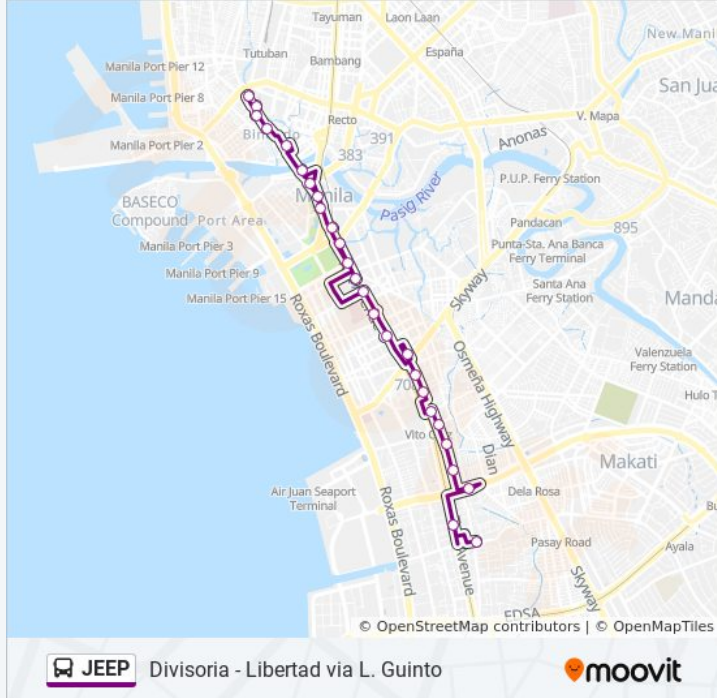 Tayuman
Laon Laan
New Mani
Tutuban
España
Manila Port Pier 12
Bambang
San Jua
Manila Port Pier 8
V. Mapa
Recto
391
Anonas
Manila Port Pier 2
383
P.U.P. Ferry Station
Manila
Pasig River
BASECO
Compound
Port Area
Pandacan
895
Manila Port Pier 3
Punta-Sta. Ana Banca
Ferry Terminal
Manila Port Pier 9
Skyway
Santa Ana
Ferry Station
Manda
Manila Port Pier 15
Roxas Boulevard
Osmeña Highway
Valenzuela
Ferry Station
Hulo T
Vito Cruz
Dian
Makati
Air Juan Seaport
Terminal
Roxas Boulevard
Dela Rosa
Bu
Pasay Road
Ayala
Avenue
Skyway
EDSA
© OpenStreetMap contributors | © OpenMapTiles
JEEP
Divisoria - Libertad via L. Guinto
moovit